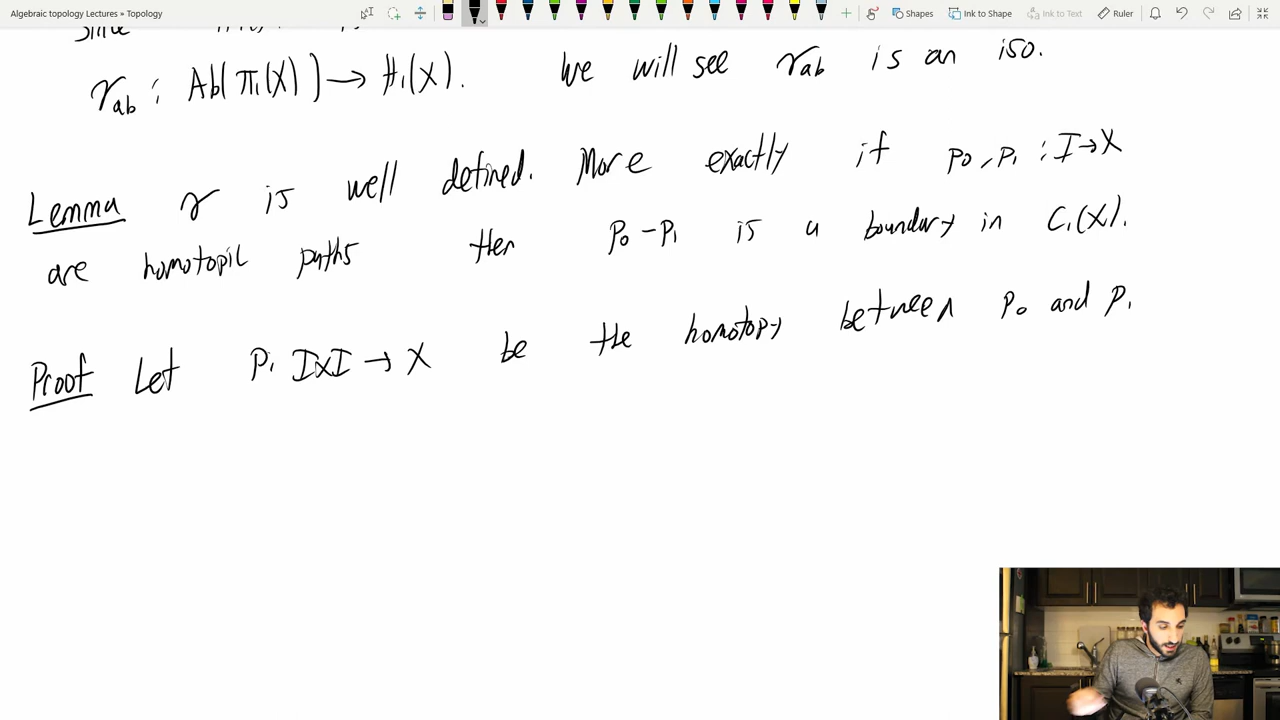 Algebraic topology Lectures » Topology
Shapes Ink to Shape Ink to Text Ruler
since
γab : Ab(π1(X)) → H1(X). We will see γab is an iso.
Lemma γ is well defined. More exactly if p0, p1 : I→X
are homotopic paths then p0 - p1 is a boundary in C1(X).
Proof Let P: I×I → X be the homotopy between p0 and p1